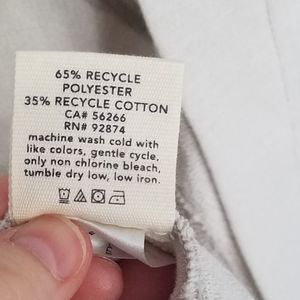 65% RECYCLE
POLYESTER
35% RECYCLE COTTON
CA# 56266
RN# 92874
machine wash cold with
like colors, gentle cycle,
only non chlorine bleach,
tumble dry low, low iron.